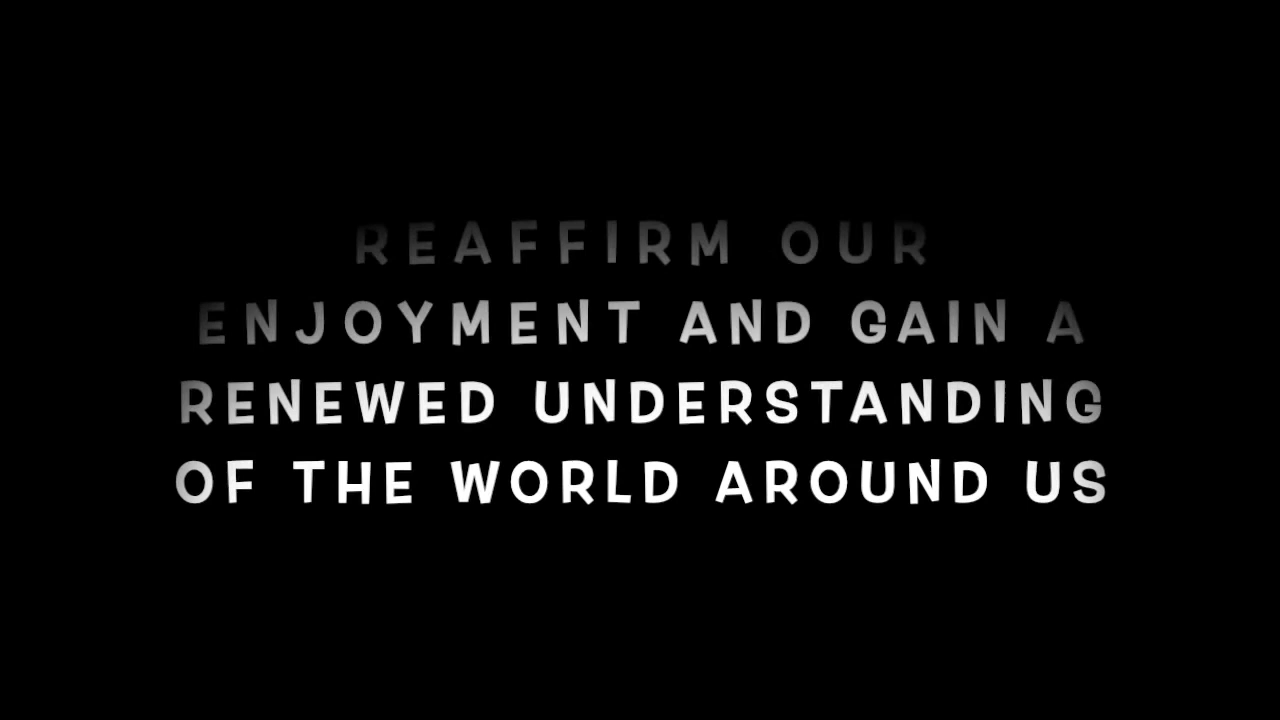 REAFFIRM OUR
ENJOYMENT AND GAIN A
RENEWED UNDERSTANDING
OF THE WORLD AROUND US